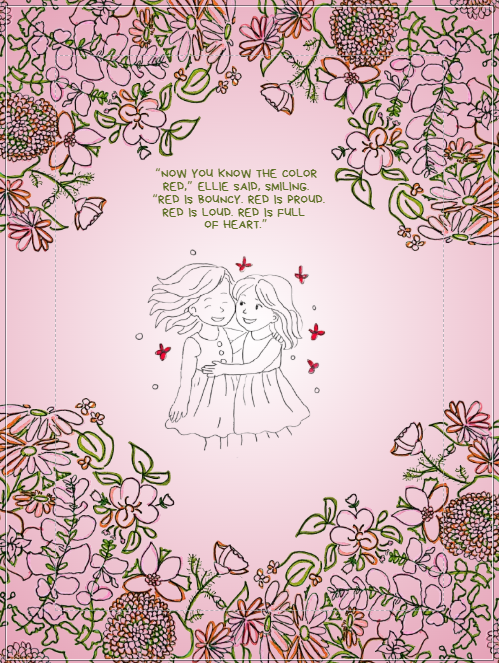 "NOW YOU KNOW THE COLOR
RED," ELLIE SAID, SMILING.
"RED IS BOUNCY. RED IS PROUD.
RED IS LOUD. RED IS FULL
OF HEART."